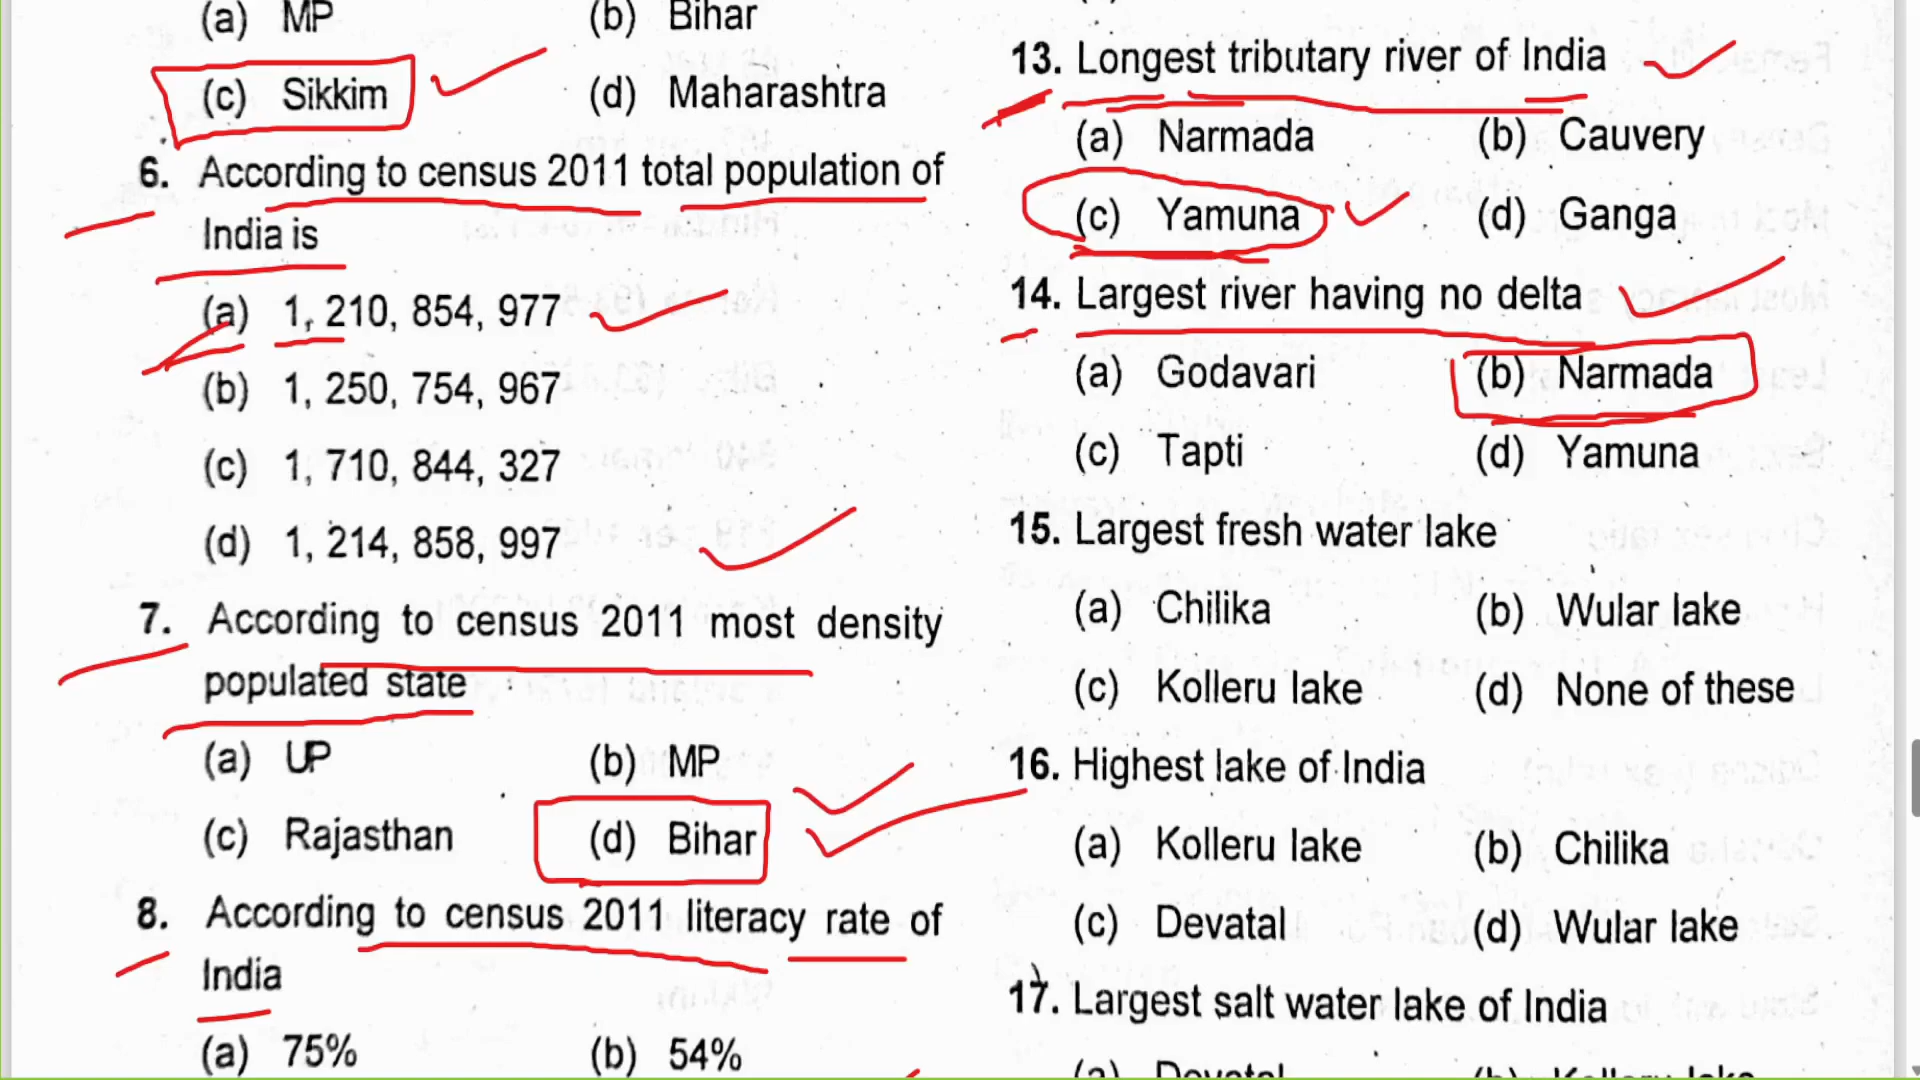 (a) MP (b) Bihar
(c) Sikkim (d) Maharashtra
6. According to census 2011 total population of
India is
(a) 1, 210, 854, 977
(b) 1, 250, 754, 967
(c) 1, 710, 844, 327
(d) 1, 214, 858, 997
7. According to census 2011 most density
populated state
(a) UP (b) MP
(c) Rajasthan (d) Bihar
8. According to census 2011 literacy rate of
India
(a) 75% (b) 54%
13. Longest tributary river of India
(a) Narmada (b) Cauvery
(c) Yamuna (d) Ganga
14. Largest river having no delta
(a) Godavari (b) Narmada
(c) Tapti (d) Yamuna
15. Largest fresh water lake
(a) Chilika (b) Wular lake
(c) Kolleru lake (d) None of these
16. Highest lake of India
(a) Kolleru lake (b) Chilika
(c) Devatal (d) Wular lake
17. Largest salt water lake of India
(a) Devatal (b) Kolleru lake